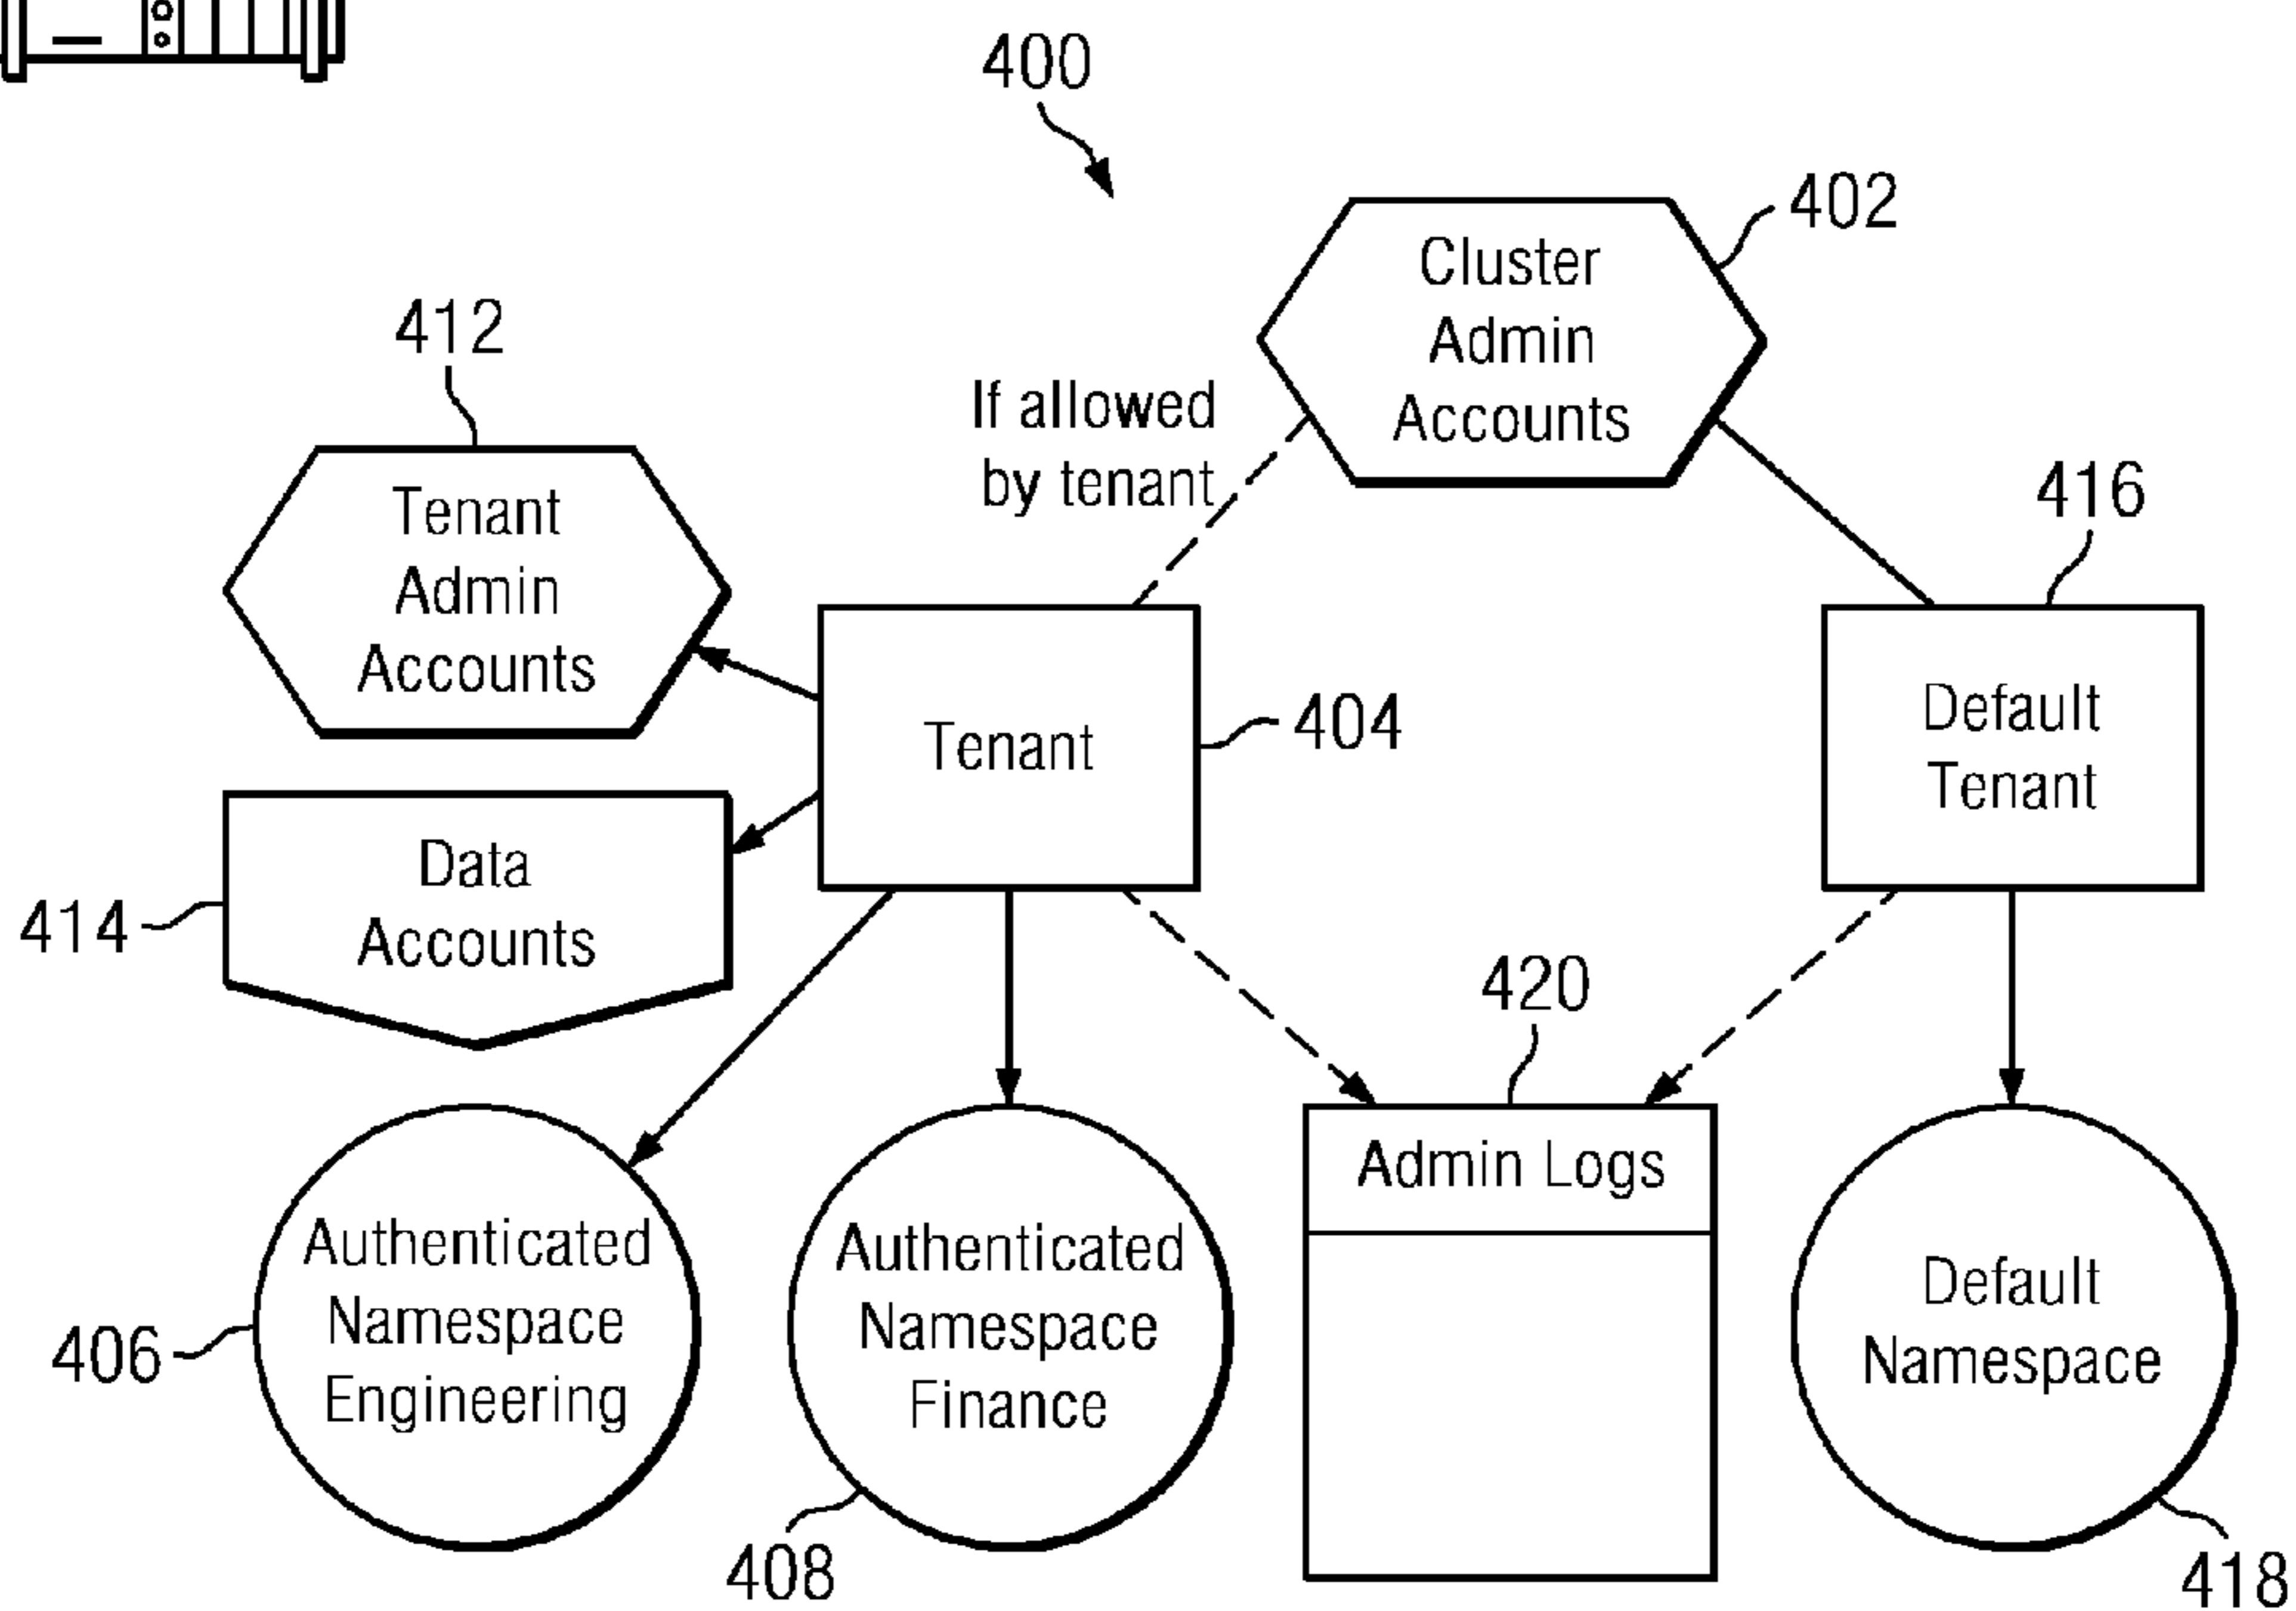 400
402
Cluster
Admin
Accounts
412
If allowed
by tenant
416
Tenant
Admin
Accounts
Tenant
404
Default
Tenant
Data
Accounts
414
420
Admin Logs
Authenticated
Namespace
Engineering
406
Authenticated
Namespace
Finance
408
Default
Namespace
418